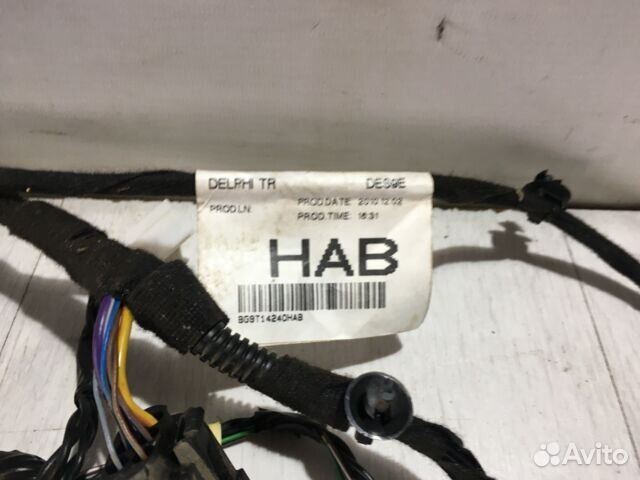 DELPHI TR DES9E
PROD.LN: PROD.DATE: 2010.12.02
PROD.TIME: 16:31
HAB
BG9T14240HAB
Avito